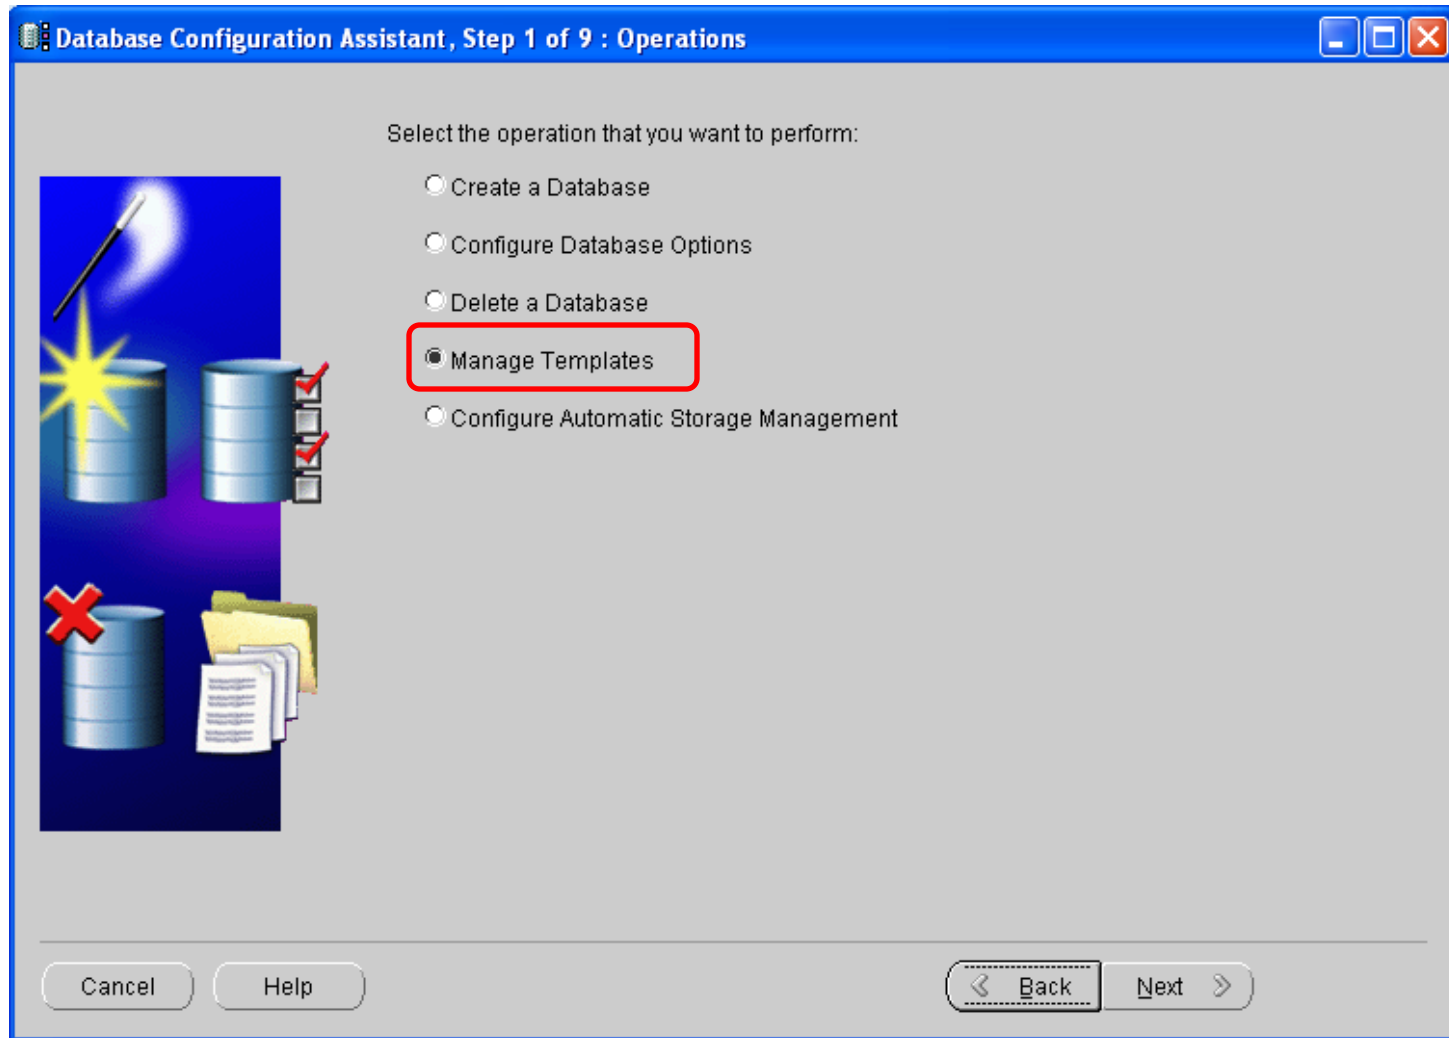 Database Configuration Assistant, Step 1 of 9 : Operations
Select the operation that you want to perform:
Create a Database
Configure Database Options
Delete a Database
Manage Templates
Configure Automatic Storage Management
Cancel
Help
Back
Next